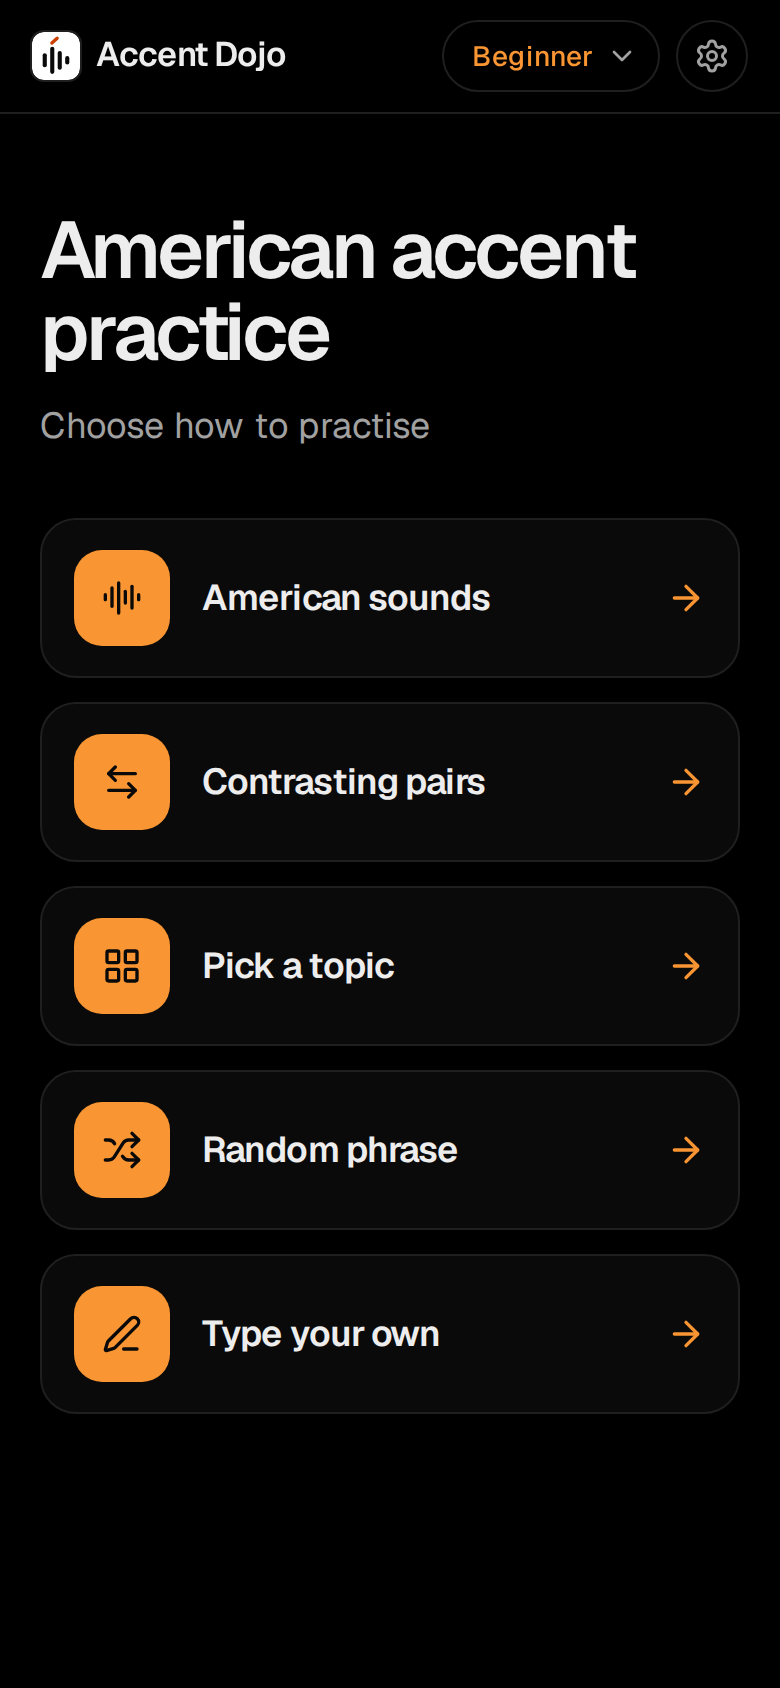 Accent Dojo
Beginner
American accent
practice
Choose how to practise
American sounds
Contrasting pairs
Pick a topic
Random phrase
Type your own